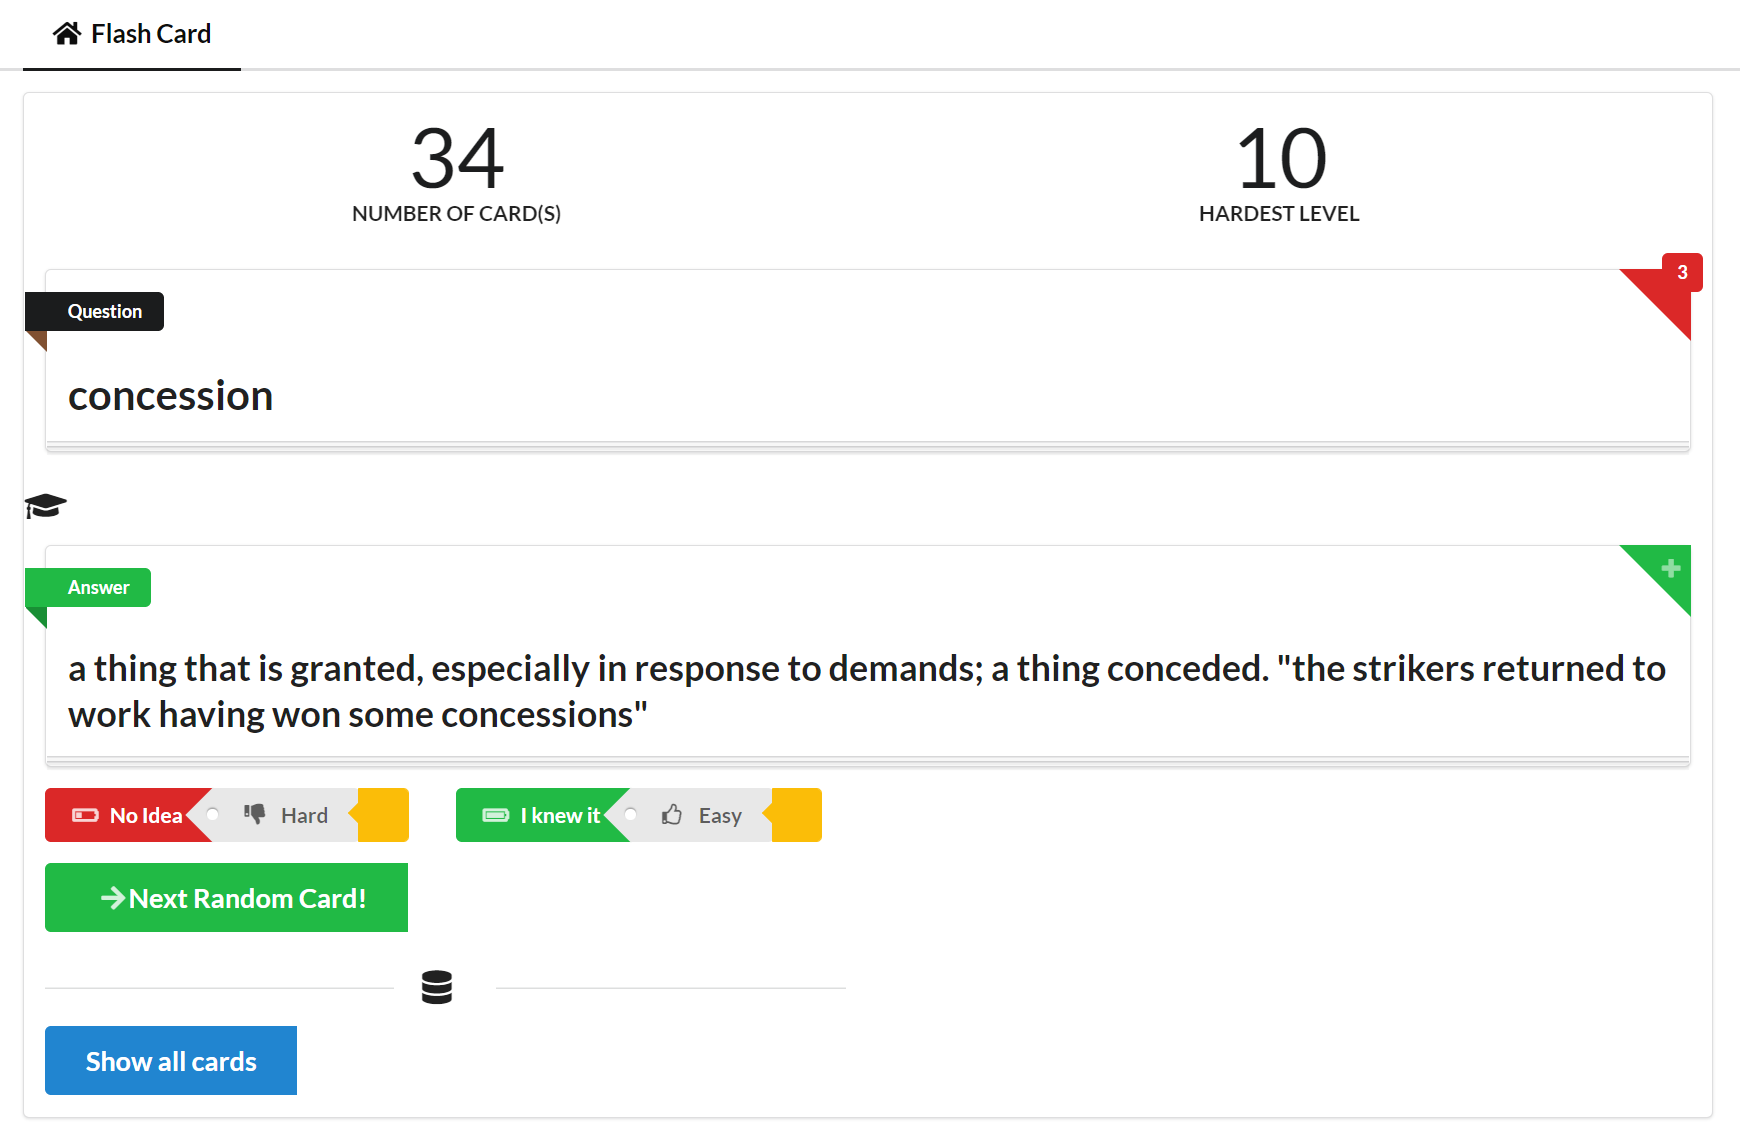 Flash Card
34
NUMBER OF CARD(S)
10
HARDEST LEVEL
3
Question
concession
Answer
a thing that is granted, especially in response to demands; a thing conceded. "the strikers returned to
work having won some concessions"
No Idea Hard I knew it Easy
Next Random Card!
Show all cards